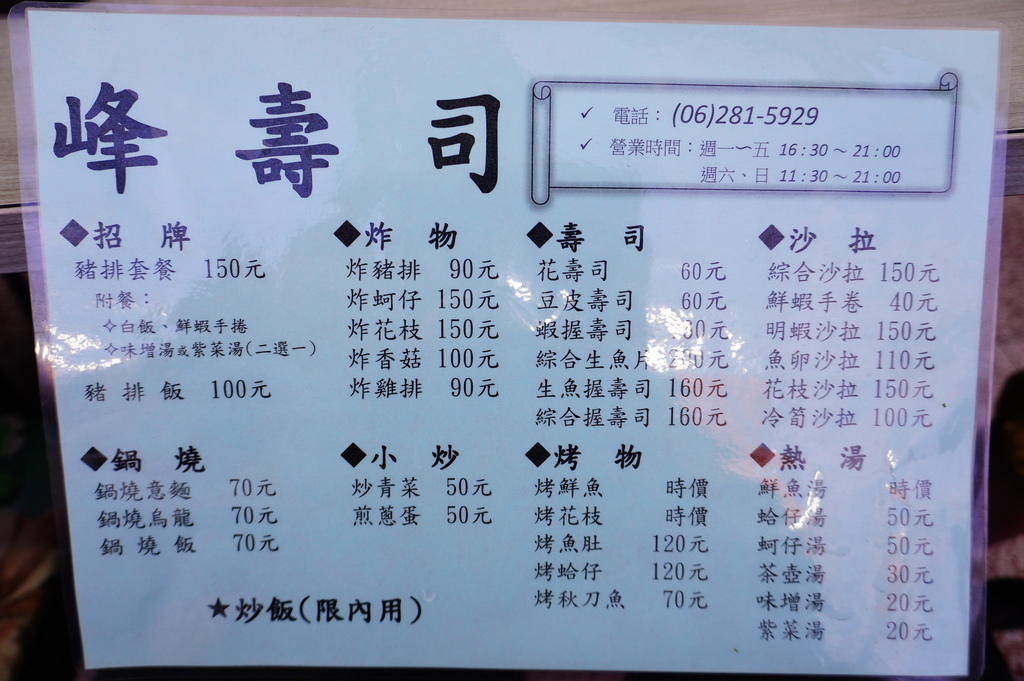 峰壽司
✓ 電話：(06)281-5929
✓ 營業時間：週一~五 16:30～21:00
週六、日 11:30～21:00
◆招 牌
豬排套餐 150元
附餐：
✧白飯、鮮蝦手捲
✧味增湯或紫菜湯(二選一)
豬排飯 100元
◆炸 物
炸豬排 90元
炸蚵仔 150元
炸花枝 150元
炸香菇 100元
炸雞排 90元
◆壽 司
花壽司 60元
豆皮壽司 60元
蝦握壽司 元
綜合生魚片 元
生魚握壽司 160元
綜合握壽司 160元
◆沙 拉
綜合沙拉 150元
鮮蝦手卷 40元
明蝦沙拉 150元
魚卵沙拉 110元
花枝沙拉 150元
冷筍沙拉 100元
◆鍋 燒
鍋燒意麵 70元
鍋燒烏龍 70元
鍋燒飯 70元
◆小 炒
炒青菜 50元
煎蔥蛋 50元
◆烤 物
烤鮮魚 時價
烤花枝 時價
烤魚肚 120元
烤蛤仔 120元
烤秋刀魚 70元
◆熱 湯
鮮魚湯 時價
蛤仔湯 50元
蚵仔湯 50元
茶壺湯 30元
味增湯 20元
紫菜湯 20元
★炒飯(限內用)